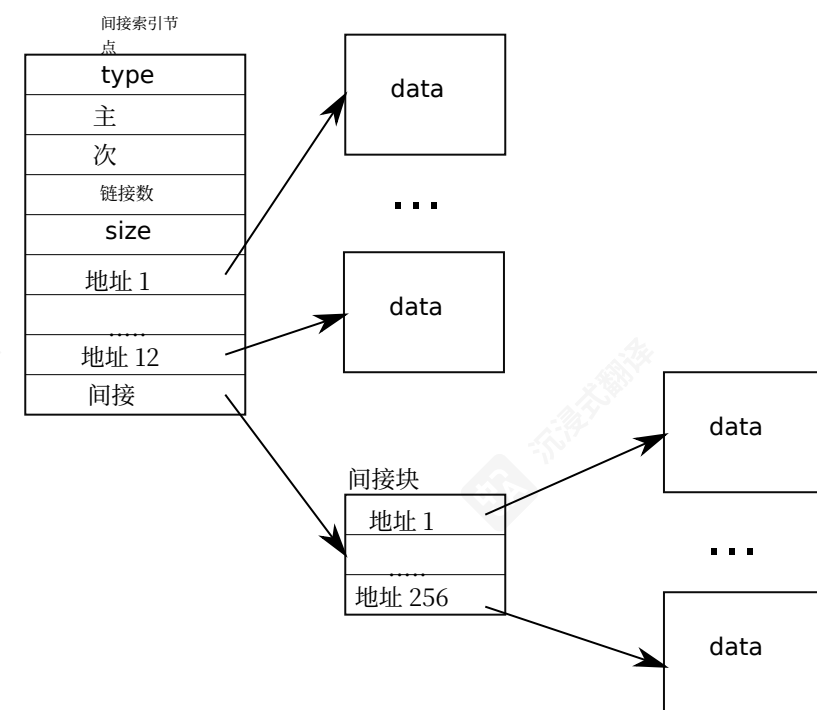 间接索引节
点
type
主
次
链接数
size
地址 1
.....
地址 12
间接
data
...
data
间接块
地址 1
.....
地址 256
data
...
data
沉浸式翻译